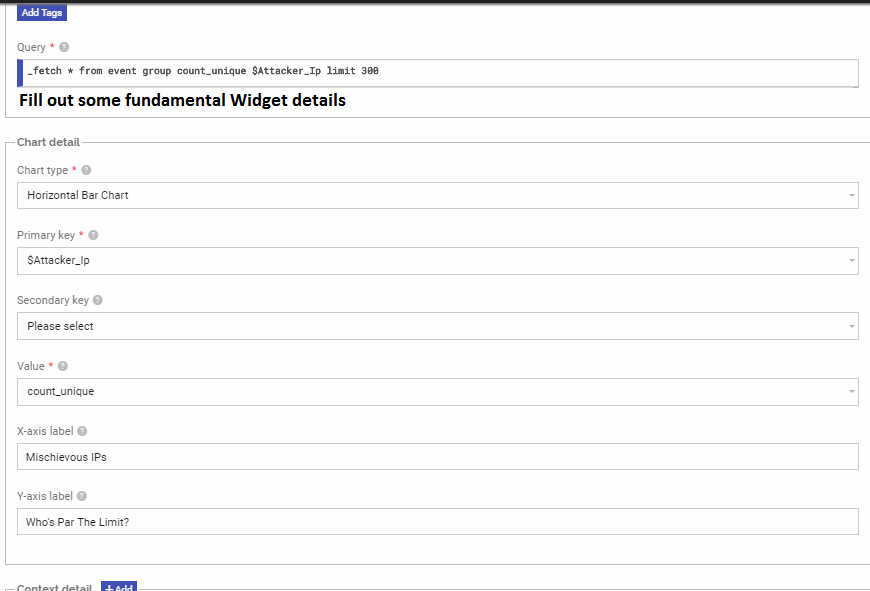 Add Tags
Query *
_fetch * from event group count_unique $Attacker_Ip limit 300
Fill out some fundamental Widget details
Chart detail
Chart type *
Horizontal Bar Chart
Primary key *
$Attacker_Ip
Secondary key
Please select
Value *
count_unique
X-axis label
Mischievous IPs
Y-axis label
Who's Par The Limit?
Context detail + Add